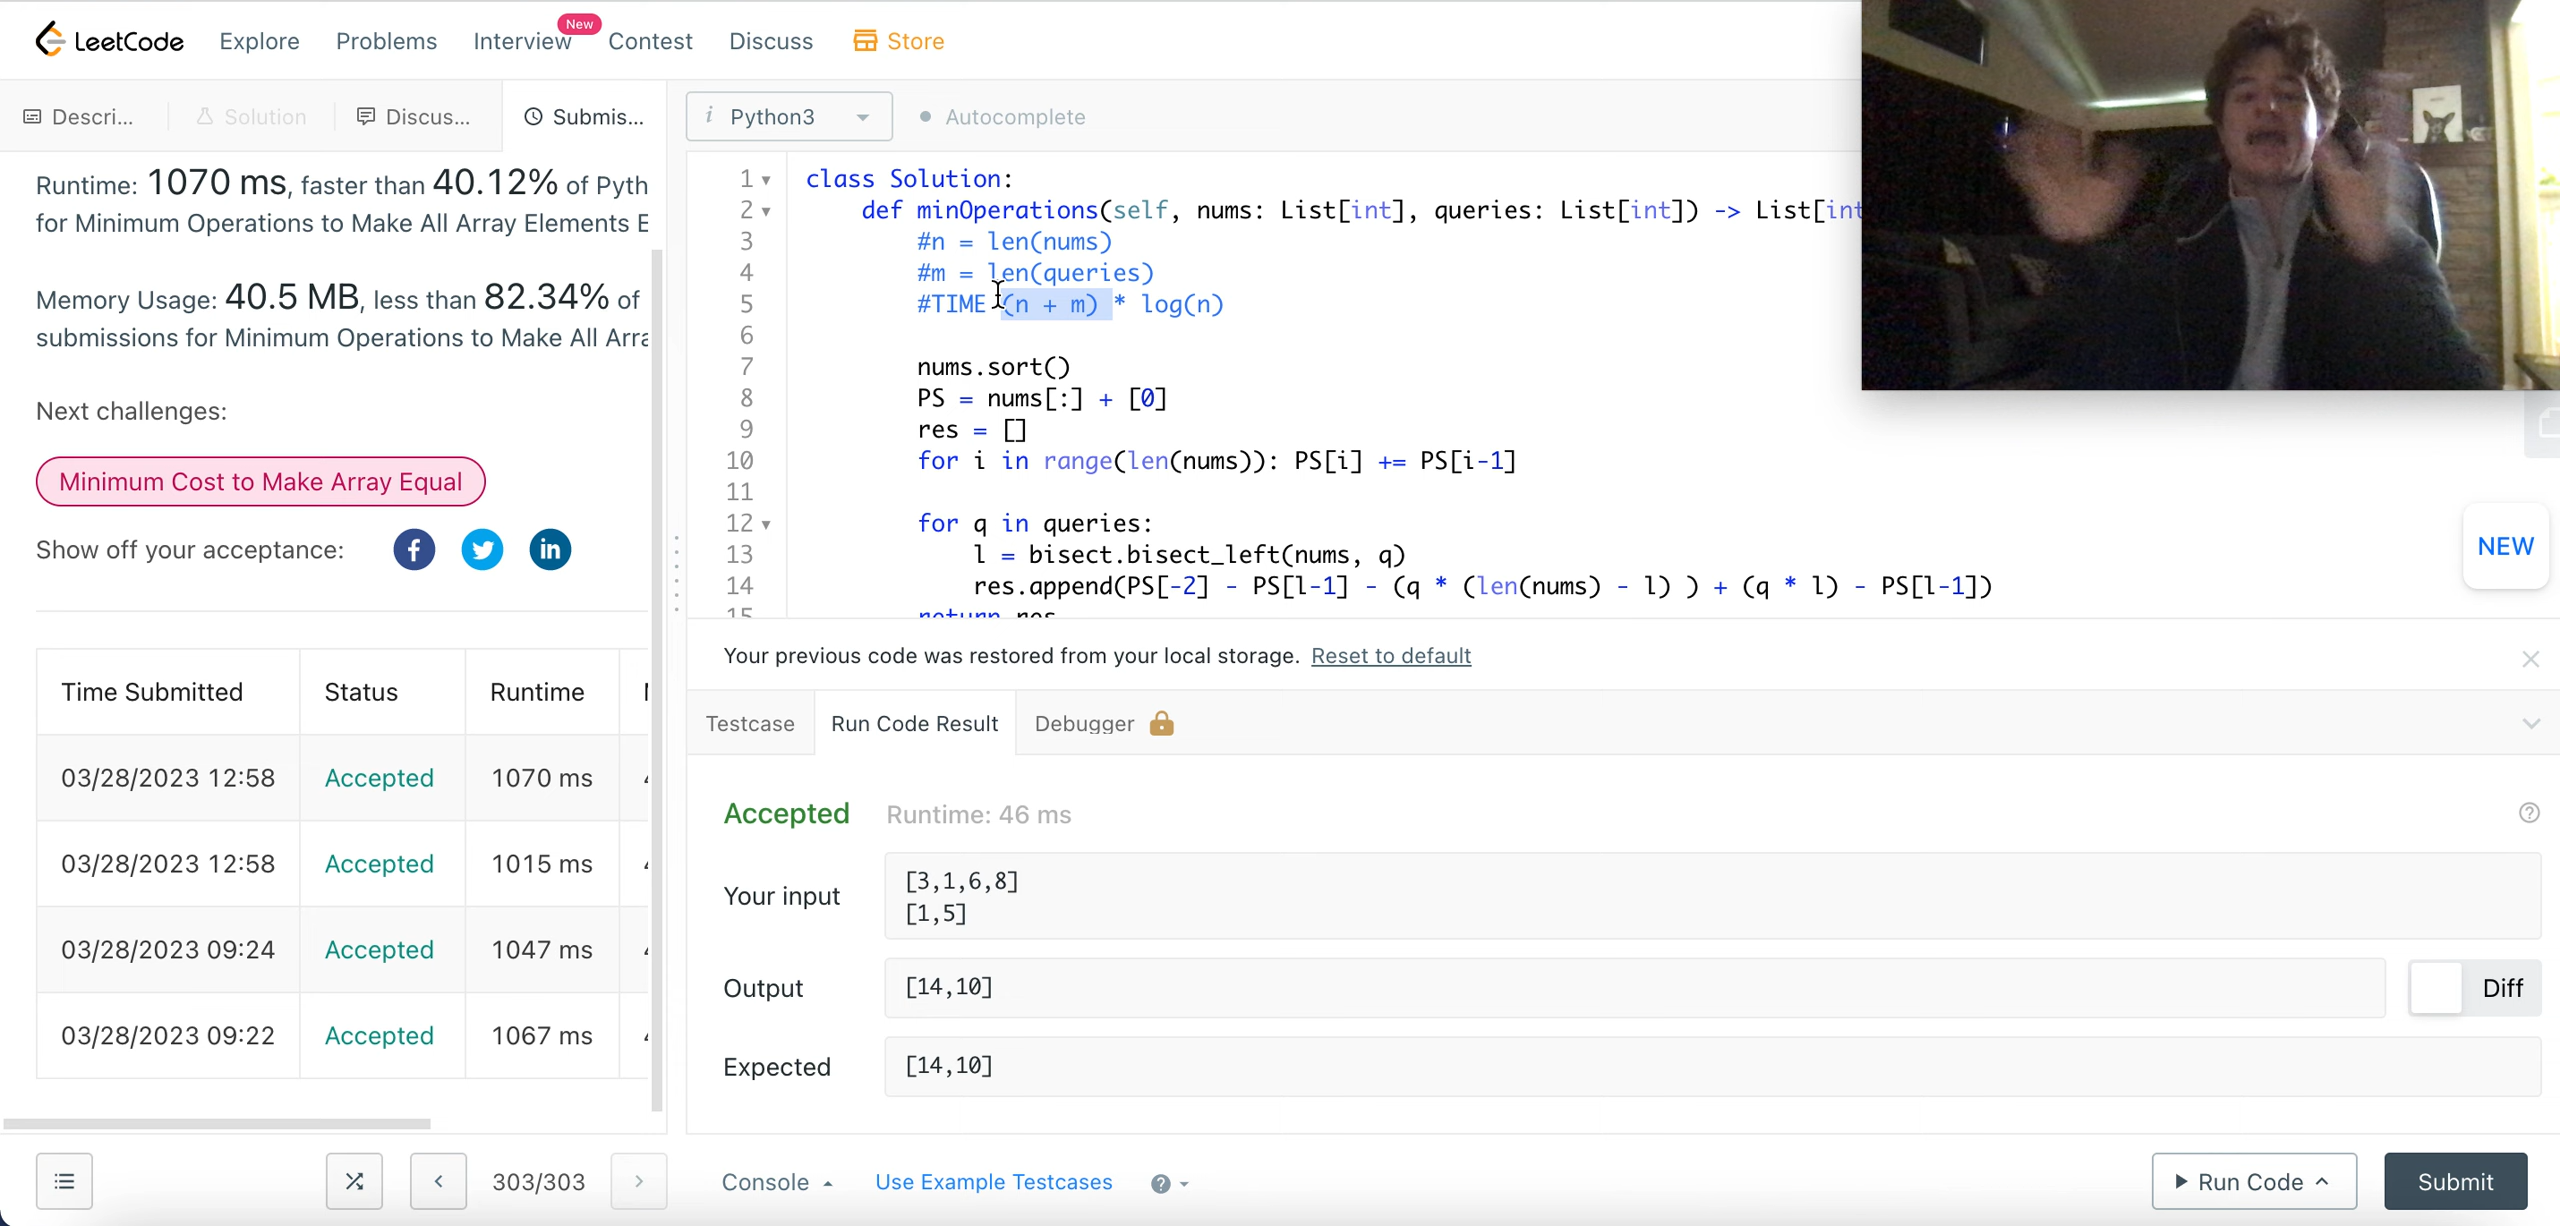 LeetCode
Explore
Problems
Interview
New
Contest
Discuss
Store
Descri...
Solution
Discus...
Submis...
Runtime: 1070 ms, faster than 40.12% of Pyth
for Minimum Operations to Make All Array Elements E
Memory Usage: 40.5 MB, less than 82.34% of
submissions for Minimum Operations to Make All Arra
Next challenges:
Minimum Cost to Make Array Equal
Show off your acceptance:
Time Submitted Status Runtime
03/28/2023 12:58 Accepted 1070 ms
03/28/2023 12:58 Accepted 1015 ms
03/28/2023 09:24 Accepted 1047 ms
03/28/2023 09:22 Accepted 1067 ms
303/303
i Python3
Autocomplete
1 class Solution:
2 def minOperations(self, nums: List[int], queries: List[int]) -> List[int
3 #n = len(nums)
4 #m = len(queries)
5 #TIME (n + m) * log(n)
6
7 nums.sort()
8 PS = nums[:] + [0]
9 res = []
10 for i in range(len(nums)): PS[i] += PS[i-1]
11
12 for q in queries:
13 l = bisect.bisect_left(nums, q)
14 res.append(PS[-2] - PS[l-1] - (q * (len(nums) - l) ) + (q * l) - PS[l-1])
15 return res
NEW
Your previous code was restored from your local storage. Reset to default
Testcase
Run Code Result
Debugger
Accepted Runtime: 46 ms
Your input
[3,1,6,8]
[1,5]
Output
[14,10]
Diff
Expected
[14,10]
Console
Use Example Testcases
Run Code
Submit